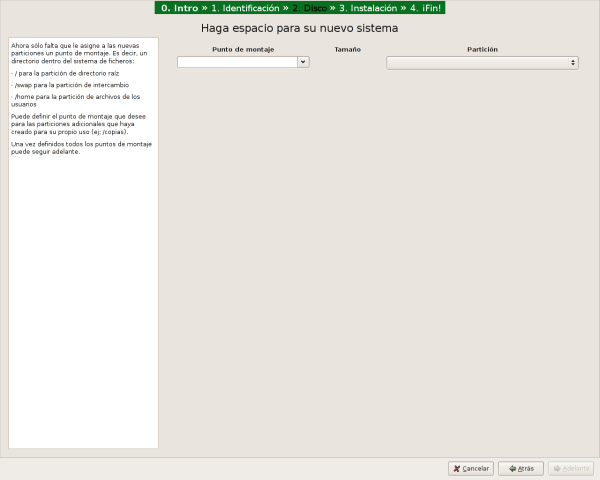 0. Intro » 1. Identificación » 2. Disco » 3. Instalación » 4. ¡Fin!
Haga espacio para su nuevo sistema
Ahora sólo falta que le asigne a las nuevas
particiones un punto de montaje. Es decir, un
directorio dentro del sistema de ficheros:
· / para la partición de directorio raíz
· /swap para la partición de intercambio
· /home para la partición de archivos de los
usuarios
Puede definir el punto de montaje que desee
para las particiones adicionales que haya
creado para su propio uso (ej: /copias).
Una vez definidos todos los puntos de montaje
puede seguir adelante.
Punto de montaje Tamaño Partición
Cancelar Atrás Adelante